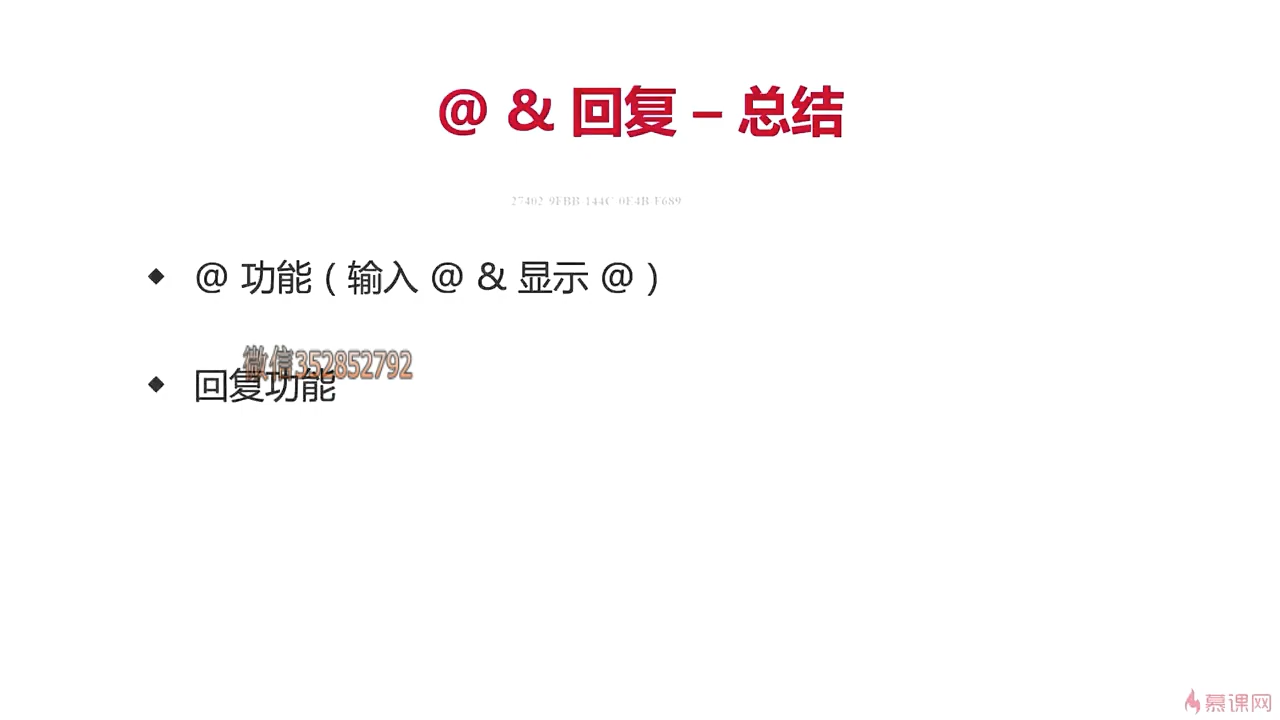 @ & 回复 – 总结
27402 9FBB 144C 0E4B F689
◆ @ 功能 ( 输入 @ & 显示 @ )
微信352852792
◆ 回复功能
慕课网